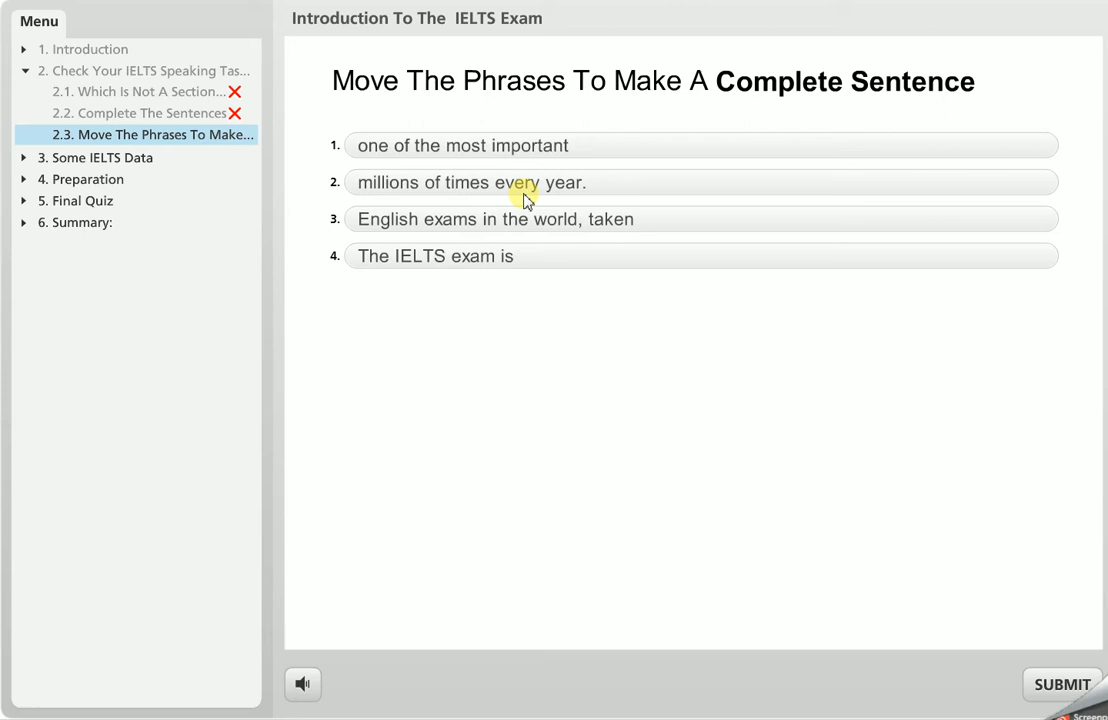 Menu
Introduction To The IELTS Exam
1. Introduction
2. Check Your IELTS Speaking Tas...
2.1. Which Is Not A Section...
2.2. Complete The Sentences
2.3. Move The Phrases To Make...
3. Some IELTS Data
4. Preparation
5. Final Quiz
6. Summary:
Move The Phrases To Make A Complete Sentence
1. one of the most important
2. millions of times every year.
3. English exams in the world, taken
4. The IELTS exam is
SUBMIT